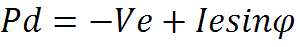 Pd = −Ve + Iesinφ